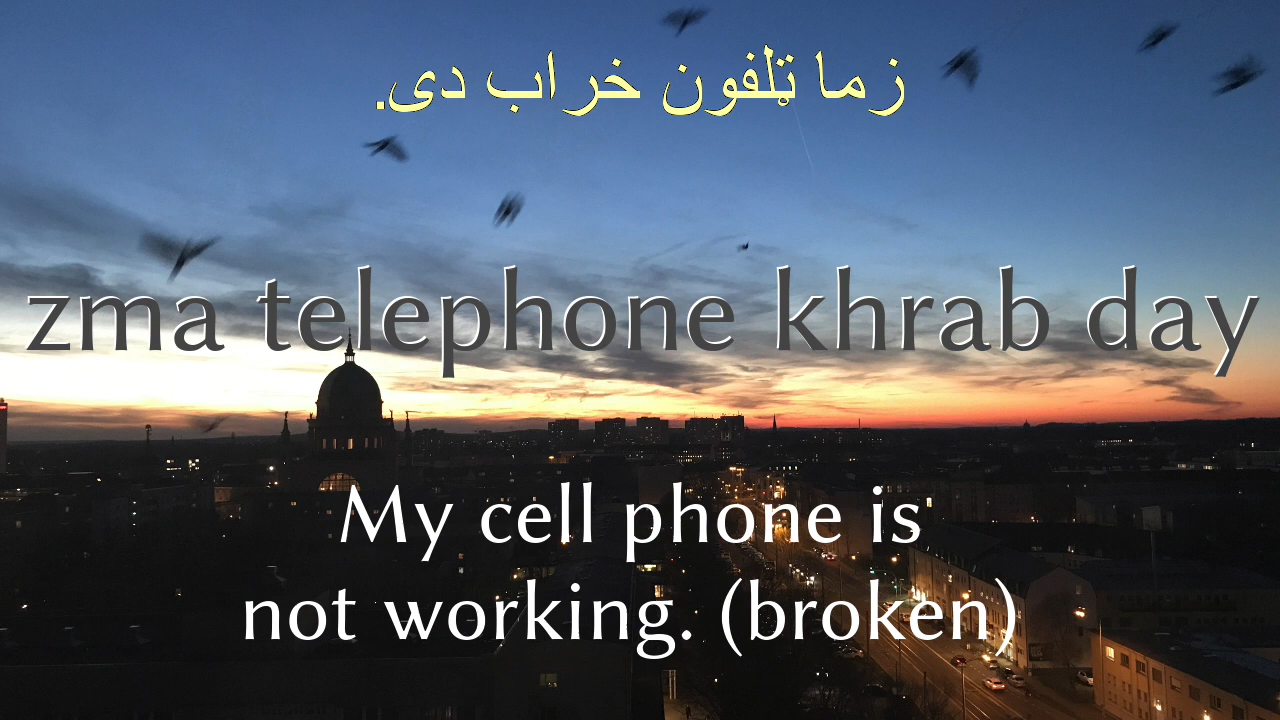 زما ټلفون خراب دی.
zma telephone khrab day
My cell phone is
not working. (broken)